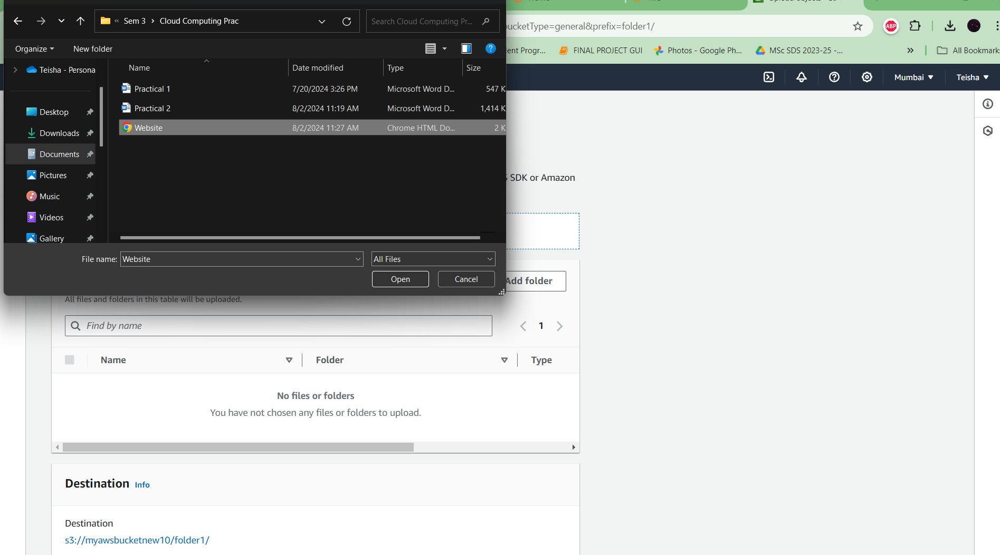 Sem 3 > Cloud Computing Prac
Search Cloud Computing Pr...
Organize
New folder
Teisha - Persona
Desktop
Downloads
Documents
Pictures
Music
Videos
Gallery
Name
Date modified
Type
Size
Practical 1
7/20/2024 3:26 PM
Microsoft Word D...
547 K
Practical 2
8/2/2024 11:19 AM
Microsoft Word D...
1,414 K
Website
8/2/2024 11:27 AM
Chrome HTML Do...
2 K
File name:
Website
All Files
Open
Cancel
ucketType=general&prefix=folder1/
ABP
ent Progr...
FINAL PROJECT GUI
Photos - Google Ph...
MSc SDS 2023-25 -...
»
All Bookmark
Mumbai
Teisha
SDK or Amazon
Add folder
All files and folders in this table will be uploaded.
Find by name
1
Name
Folder
Type
No files or folders
You have not chosen any files or folders to upload.
Destination Info
Destination
s3://myawsbucketnew10/folder1/